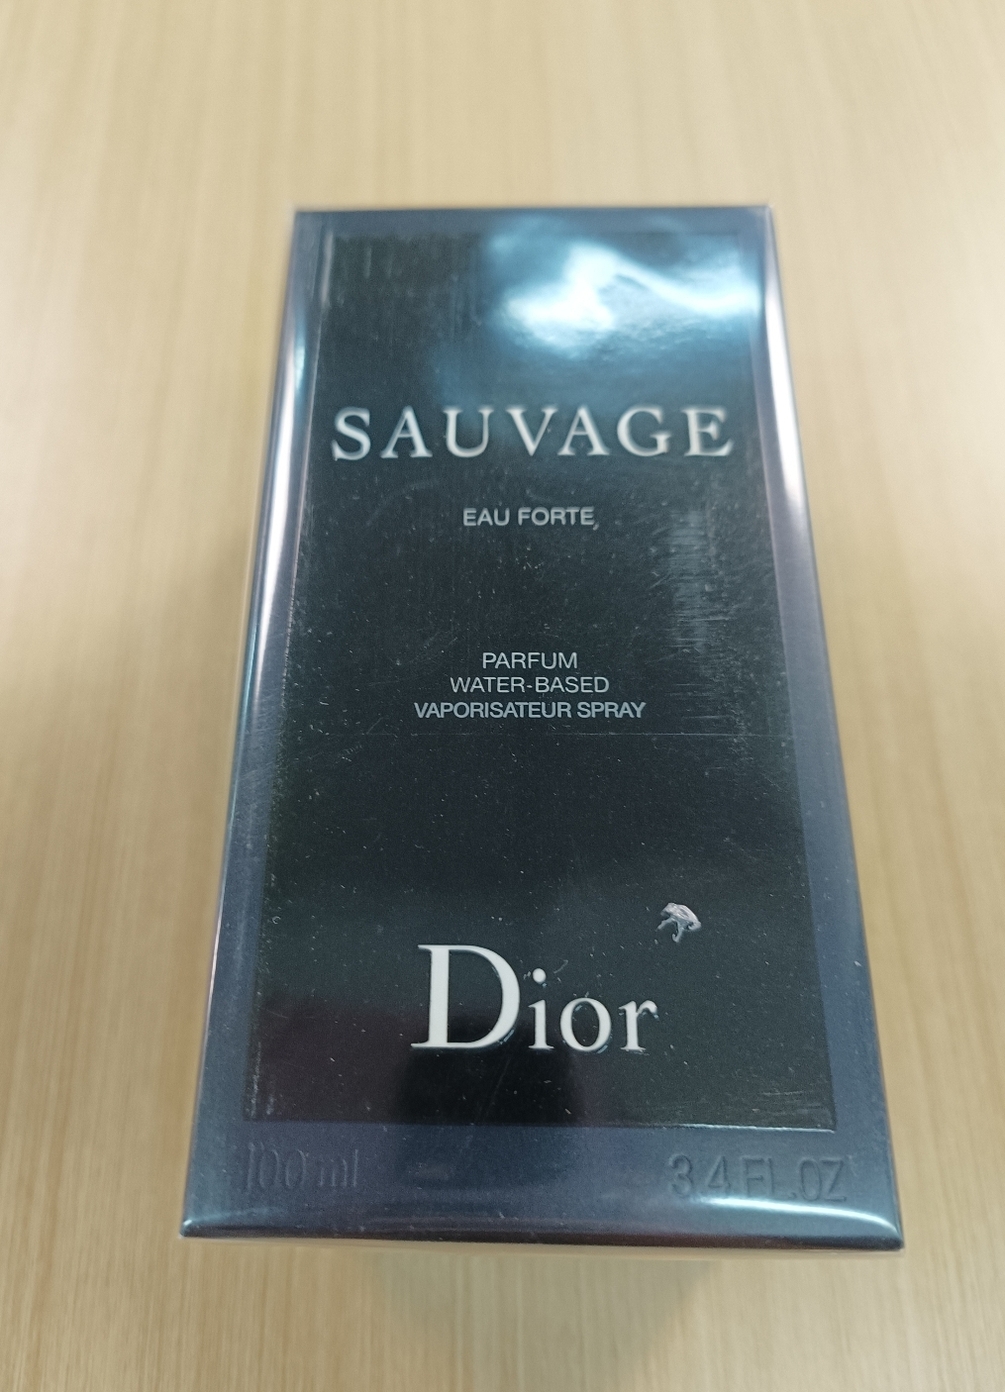 SAUVAGE
EAU FORTE
PARFUM
WATER-BASED
VAPORISATEUR SPRAY
Dior
100 ml 3.4 FL.OZ